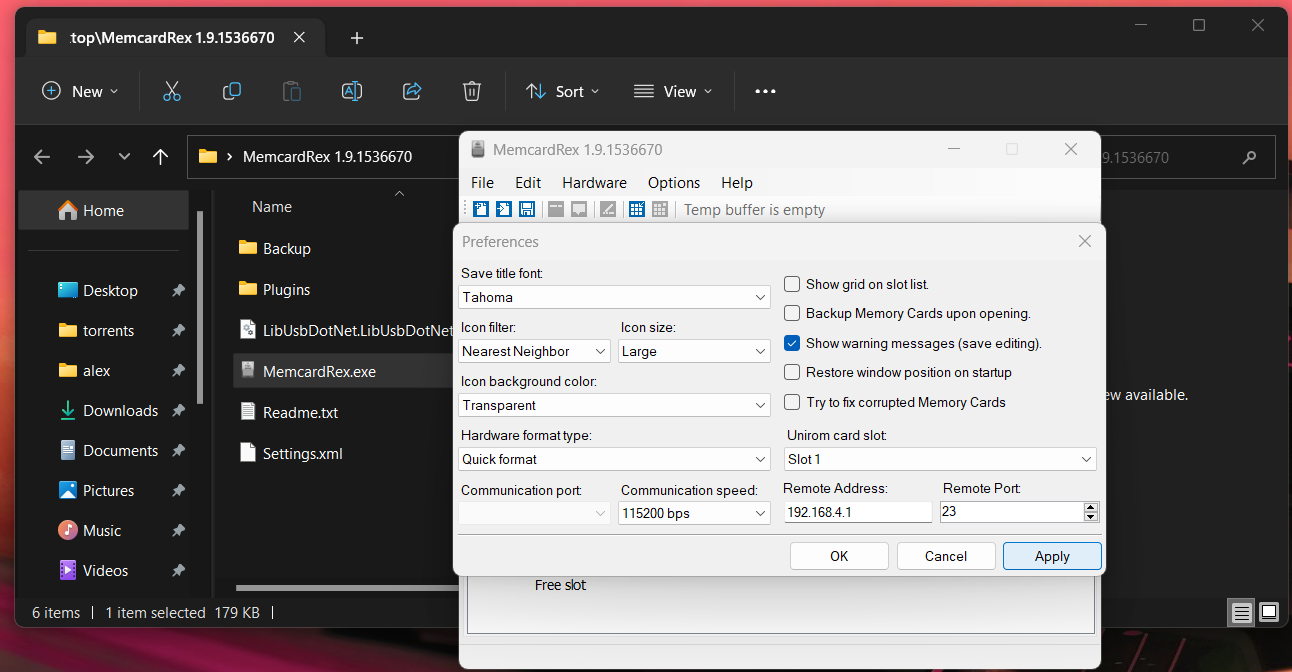 :top\MemcardRex 1.9.1536670
New
Sort
View
MemcardRex 1.9.1536670
9.1536670
Home
Desktop
torrents
alex
Downloads
Documents
Pictures
Music
Videos
Name
Backup
Plugins
LibUsbDotNet.LibUsbDotNet
MemcardRex.exe
Readme.txt
Settings.xml
ew available.
6 items
1 item selected 179 KB
MemcardRex 1.9.1536670
File Edit Hardware Options Help
Temp buffer is empty
Preferences
Save title font:
Tahoma
Icon filter:
Icon size:
Nearest Neighbor
Large
Icon background color:
Transparent
Hardware format type:
Quick format
Communication port:
Communication speed:
115200 bps
Show grid on slot list.
Backup Memory Cards upon opening.
Show warning messages (save editing).
Restore window position on startup
Try to fix corrupted Memory Cards
Unirom card slot:
Slot 1
Remote Address:
Remote Port:
192.168.4.1
23
OK
Cancel
Apply
Free slot